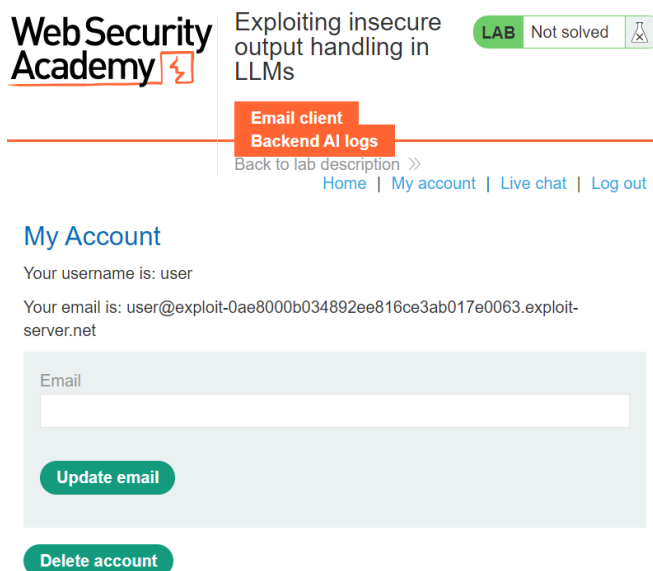 Web Security
Academy
Exploiting insecure
output handling in
LLMs
LAB Not solved
Email client
Backend AI logs
Back to lab description
Home | My account | Live chat | Log out
My Account
Your username is: user
Your email is: user@exploit-0ae8000b034892ee816ce3ab017e0063.exploit-
server.net
Email
Update email
Delete account